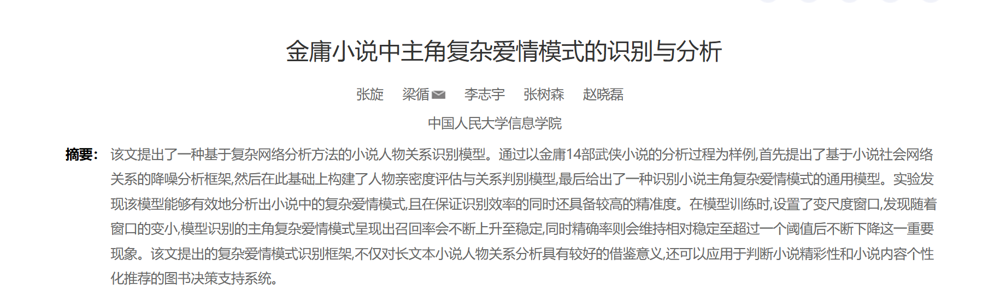 金庸小说中主角复杂爱情模式的识别与分析
张旋 梁循 李志宇 张树森 赵晓磊
中国人民大学信息学院
摘要： 该文提出了一种基于复杂网络分析方法的小说人物关系识别模型。通过以金庸14部武侠小说的分析过程为样例,首先提出了基于小说社会网络
关系的降噪分析框架,然后在此基础上构建了人物亲密度评估与关系判别模型,最后给出了一种识别小说主角复杂爱情模式的通用模型。实验发
现该模型能够有效地分析出小说中的复杂爱情模式,且在保证识别效率的同时还具备较高的精准度。在模型训练时,设置了变尺度窗口,发现随着
窗口的变小,模型识别的主角复杂爱情模式呈现出召回率会不断上升至稳定,同时精确率则会维持相对稳定至超过一个阈值后不断下降这一重要
现象。该文提出的复杂爱情模式识别框架,不仅对长文本小说人物关系分析具有较好的借鉴意义,还可以应用于判断小说精彩性和小说内容个性
化推荐的图书决策支持系统。